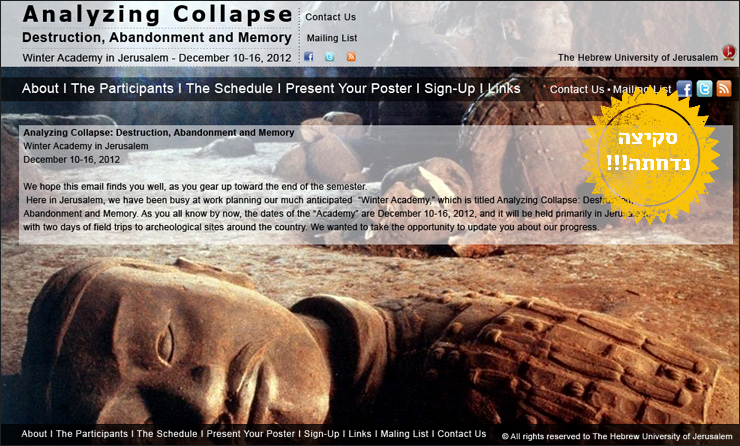 Analyzing Collapse
Destruction, Abandonment and Memory
Winter Academy in Jerusalem - December 10-16, 2012
Contact Us
Mailing List
The Hebrew University of Jerusalem
About I The Participants I The Schedule I Present Your Poster I Sign-Up I Links
Contact Us • Mailing List
סקיצה
נדחתה!!!
Analyzing Collapse: Destruction, Abandonment and Memory
Winter Academy in Jerusalem
December 10-16, 2012
We hope this email finds you well, as you gear up toward the end of the semester.
Here in Jerusalem, we have been busy at work planning our much anticipated "Winter Academy," which is titled Analyzing Collapse:
Abandonment and Memory. As you all know by now, the dates of the "Academy" are December 10-16, 2012, and it will be held primarily in
with two days of field trips to archeological sites around the country. We wanted to take the opportunity to update you about our progress.
About I The Participants I The Schedule I Present Your Poster I Sign-Up I Links I Maling List I Contact Us
© All rights reserved to The Hebrew University of Jerusalem